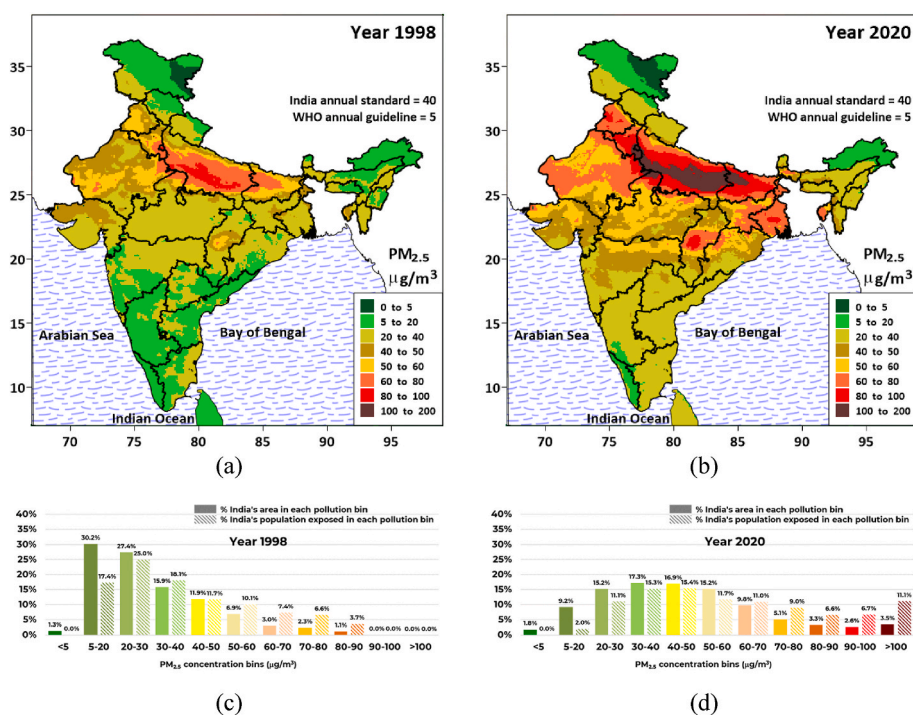 Year 1998
India annual standard = 40
WHO annual guideline = 5
PM2.5
µg/m3
0 to 5
5 to 20
20 to 40
40 to 50
50 to 60
60 to 80
80 to 100
100 to 200
Arabian Sea
Bay of Bengal
Indian Ocean
35
30
25
20
15
10
70 75 80 85 90 95
(a)
Year 2020
India annual standard = 40
WHO annual guideline = 5
PM2.5
µg/m3
0 to 5
5 to 20
20 to 40
40 to 50
50 to 60
60 to 80
80 to 100
100 to 200
Arabian Sea
Bay of Bengal
Indian Ocean
35
30
25
20
15
10
70 75 80 85 90 95
(b)
% India's area in each pollution bin
% India's population exposed in each pollution bin
Year 1998
40%
35%
30%
25%
20%
15%
10%
5%
0%
1.3% 0.0% 30.2% 17.4% 27.4% 25.0% 15.9% 18.1% 11.9% 11.7% 6.9% 10.1% 3.0% 7.4% 2.3% 6.6% 1.1% 3.7% 0.0% 0.0% 0.0% 0.0%
<5 5-20 20-30 30-40 40-50 50-60 60-70 70-80 80-90 90-100 >100
PM2.5 concentration bins (µg/m3)
(c)
% India's area in each pollution bin
% India's population exposed in each pollution bin
Year 2020
40%
35%
30%
25%
20%
15%
10%
5%
0%
1.8% 0.0% 9.2% 2.0% 15.2% 11.1% 17.3% 15.3% 16.9% 15.4% 15.2% 11.7% 9.8% 11.0% 5.1% 9.0% 3.3% 6.6% 2.6% 6.7% 3.5% 11.1%
<5 5-20 20-30 30-40 40-50 50-60 60-70 70-80 80-90 90-100 >100
PM2.5 concentration bins (µg/m3)
(d)